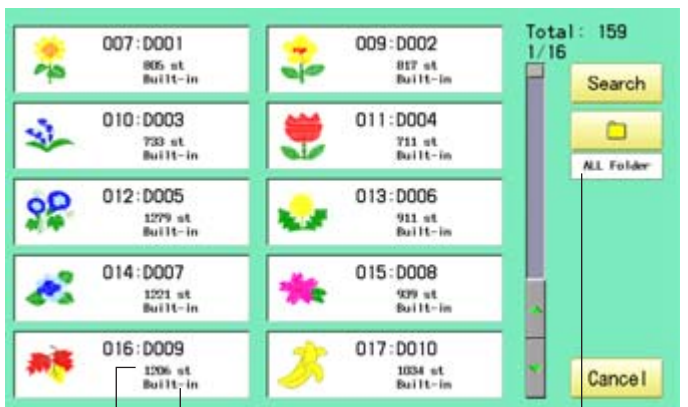 007:D001
805 st
Built-in
009:D002
817 st
Built-in
010:D003
733 st
Built-in
011:D004
711 st
Built-in
012:D005
1279 st
Built-in
013:D006
911 st
Built-in
014:D007
1221 st
Built-in
015:D008
939 st
Built-in
016:D009
1206 st
Built-in
017:D010
1034 st
Built-in
Total: 159
1/16
Search
ALL Folder
Cancel